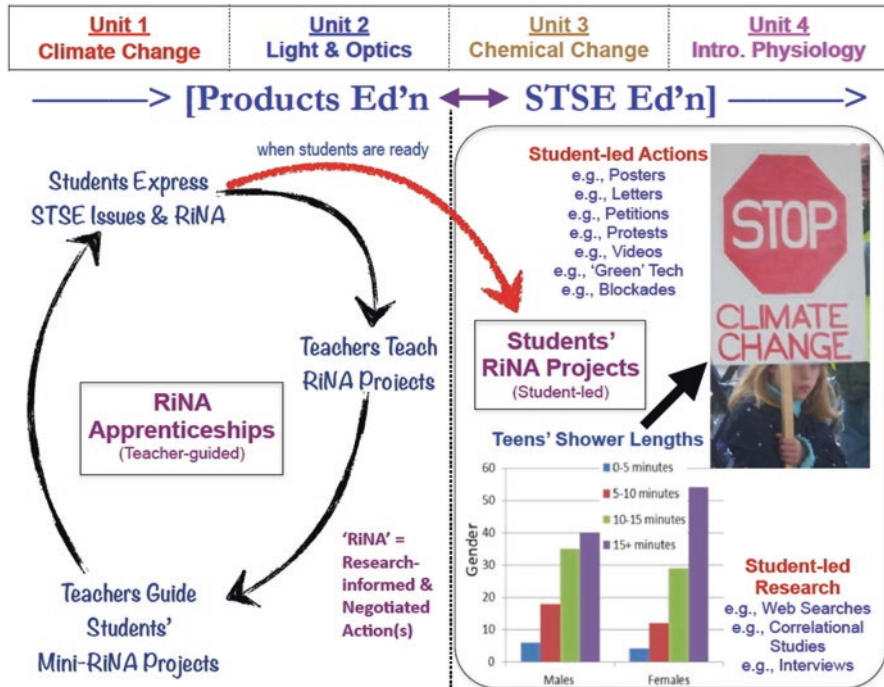 Unit 1
Climate Change
Unit 2
Light & Optics
Unit 3
Chemical Change
Unit 4
Intro. Physiology
[Products Ed'n
STSE Ed'n]
when students are ready
Students Express
STSE Issues & RiNA
Teachers Teach
RiNA Projects
RiNA
Apprenticeships
(Teacher-guided)
Teachers Guide
Students'
Mini-RiNA Projects
'RiNA' =
Research-
informed &
Negotiated
Action(s)
Student-led Actions
e.g., Posters
e.g., Letters
e.g., Petitions
e.g., Protests
e.g., Videos
e.g., 'Green' Tech
e.g., Blockades
STOP
CLIMATE
CHANGE
Students'
RiNA Projects
(Student-led)
Teens' Shower Lengths
60
50
40
30
20
10
0
Gender
0-5 minutes
5-10 minutes
10-15 minutes
15+ minutes
Males
Females
Student-led
Research
e.g., Web Searches
e.g., Correlational
Studies
e.g., Interviews